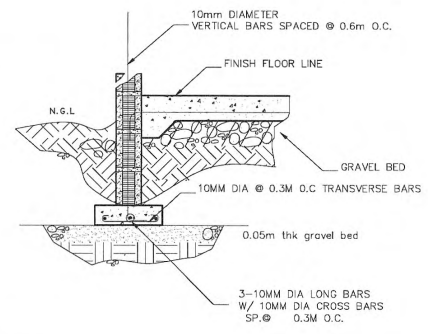 10mm DIAMETER
VERTICAL BARS SPACED @ 0.6m O.C.
FINISH FLOOR LINE
N.G.L
GRAVEL BED
10MM DIA @ 0.3M O.C TRANSVERSE BARS
0.05m thk gravel bed
3-10MM DIA LONG BARS
W/ 10MM DIA CROSS BARS
SP.@ 0.3M O.C.